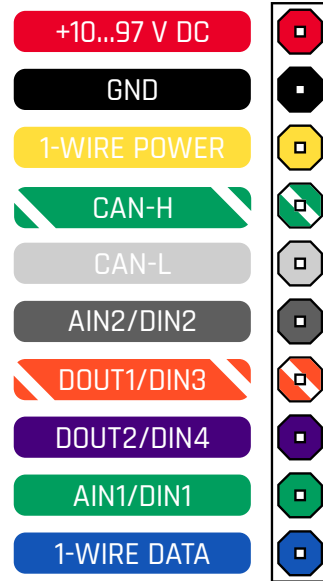 +10...97 V DC
GND
1-WIRE POWER
CAN-H
CAN-L
AIN2/DIN2
DOUT1/DIN3
DOUT2/DIN4
AIN1/DIN1
1-WIRE DATA